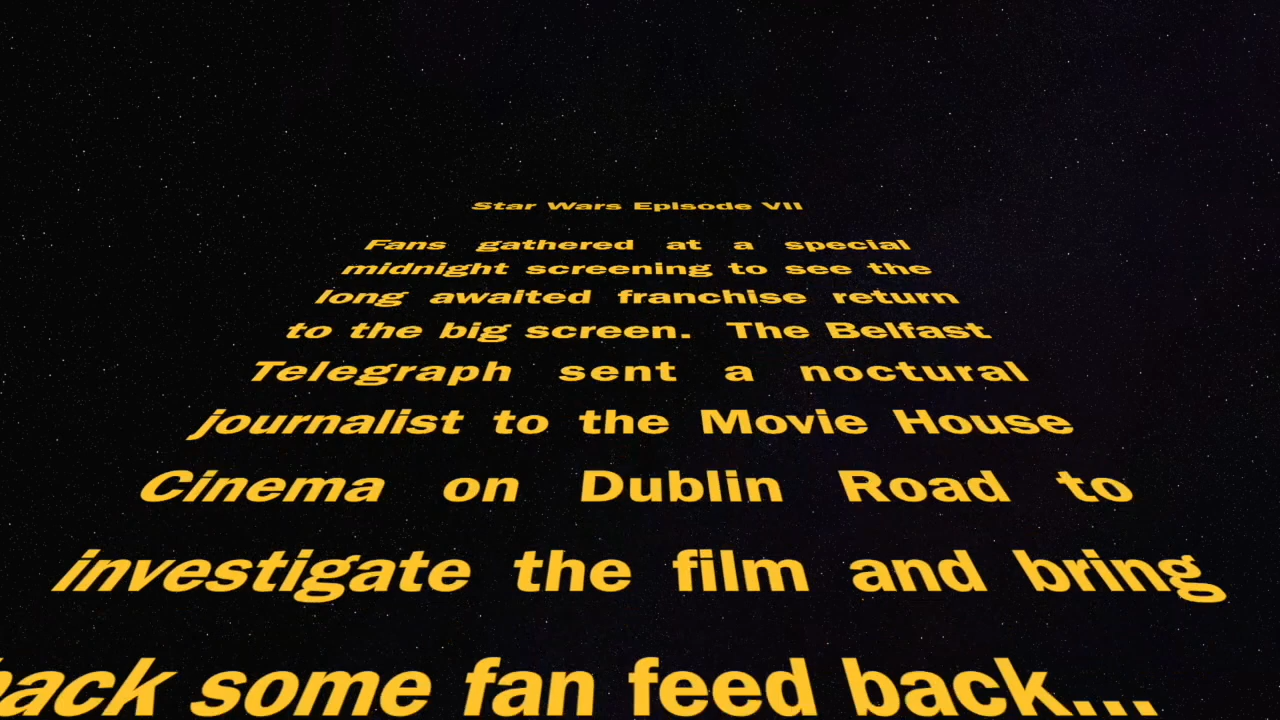 Star Wars Episode VII
Fans gathered at a special
midnight screening to see the
long awaited franchise return
to the big screen. The Belfast
Telegraph sent a noctural
journalist to the Movie House
Cinema on Dublin Road to
investigate the film and bring
back some fan feed back...